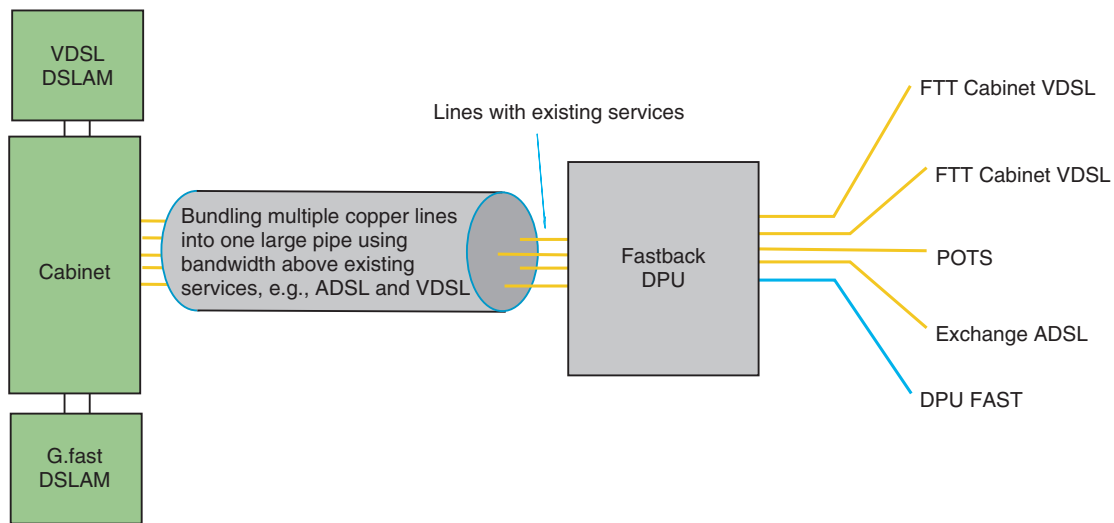 VDSL
DSLAM
Cabinet
G.fast
DSLAM
Bundling multiple copper lines
into one large pipe using
bandwidth above existing
services, e.g., ADSL and VDSL
Lines with existing services
Fastback
DPU
FTT Cabinet VDSL
FTT Cabinet VDSL
POTS
Exchange ADSL
DPU FAST